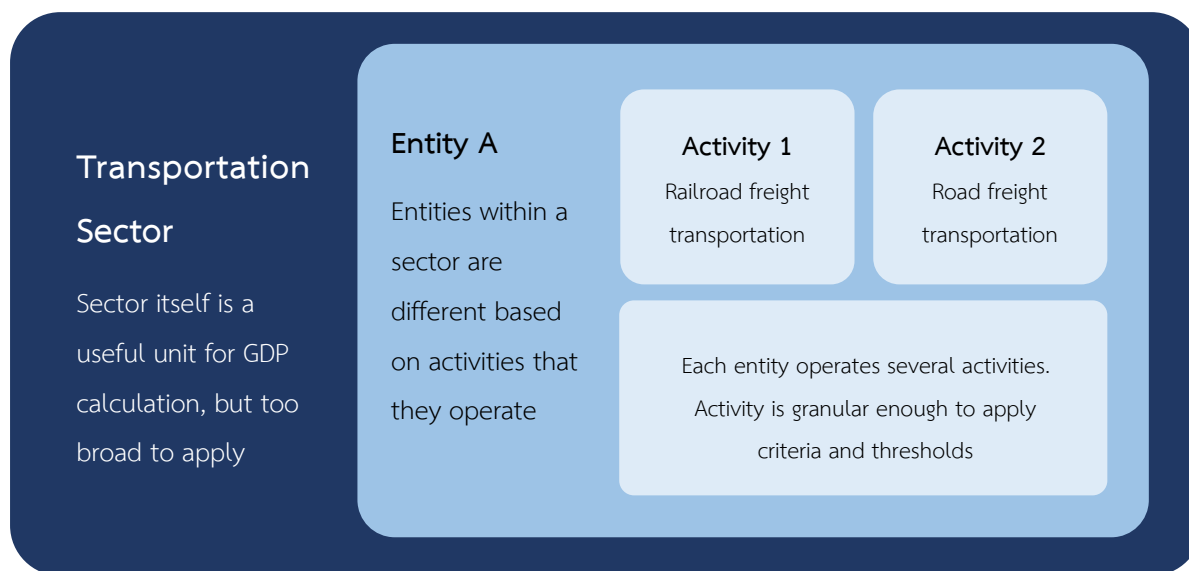 Transportation
Sector
Sector itself is a
useful unit for GDP
calculation, but too
broad to apply
Entity A
Entities within a
sector are
different based
on activities that
they operate
Activity 1
Railroad freight
transportation
Activity 2
Road freight
transportation
Each entity operates several activities.
Activity is granular enough to apply
criteria and thresholds